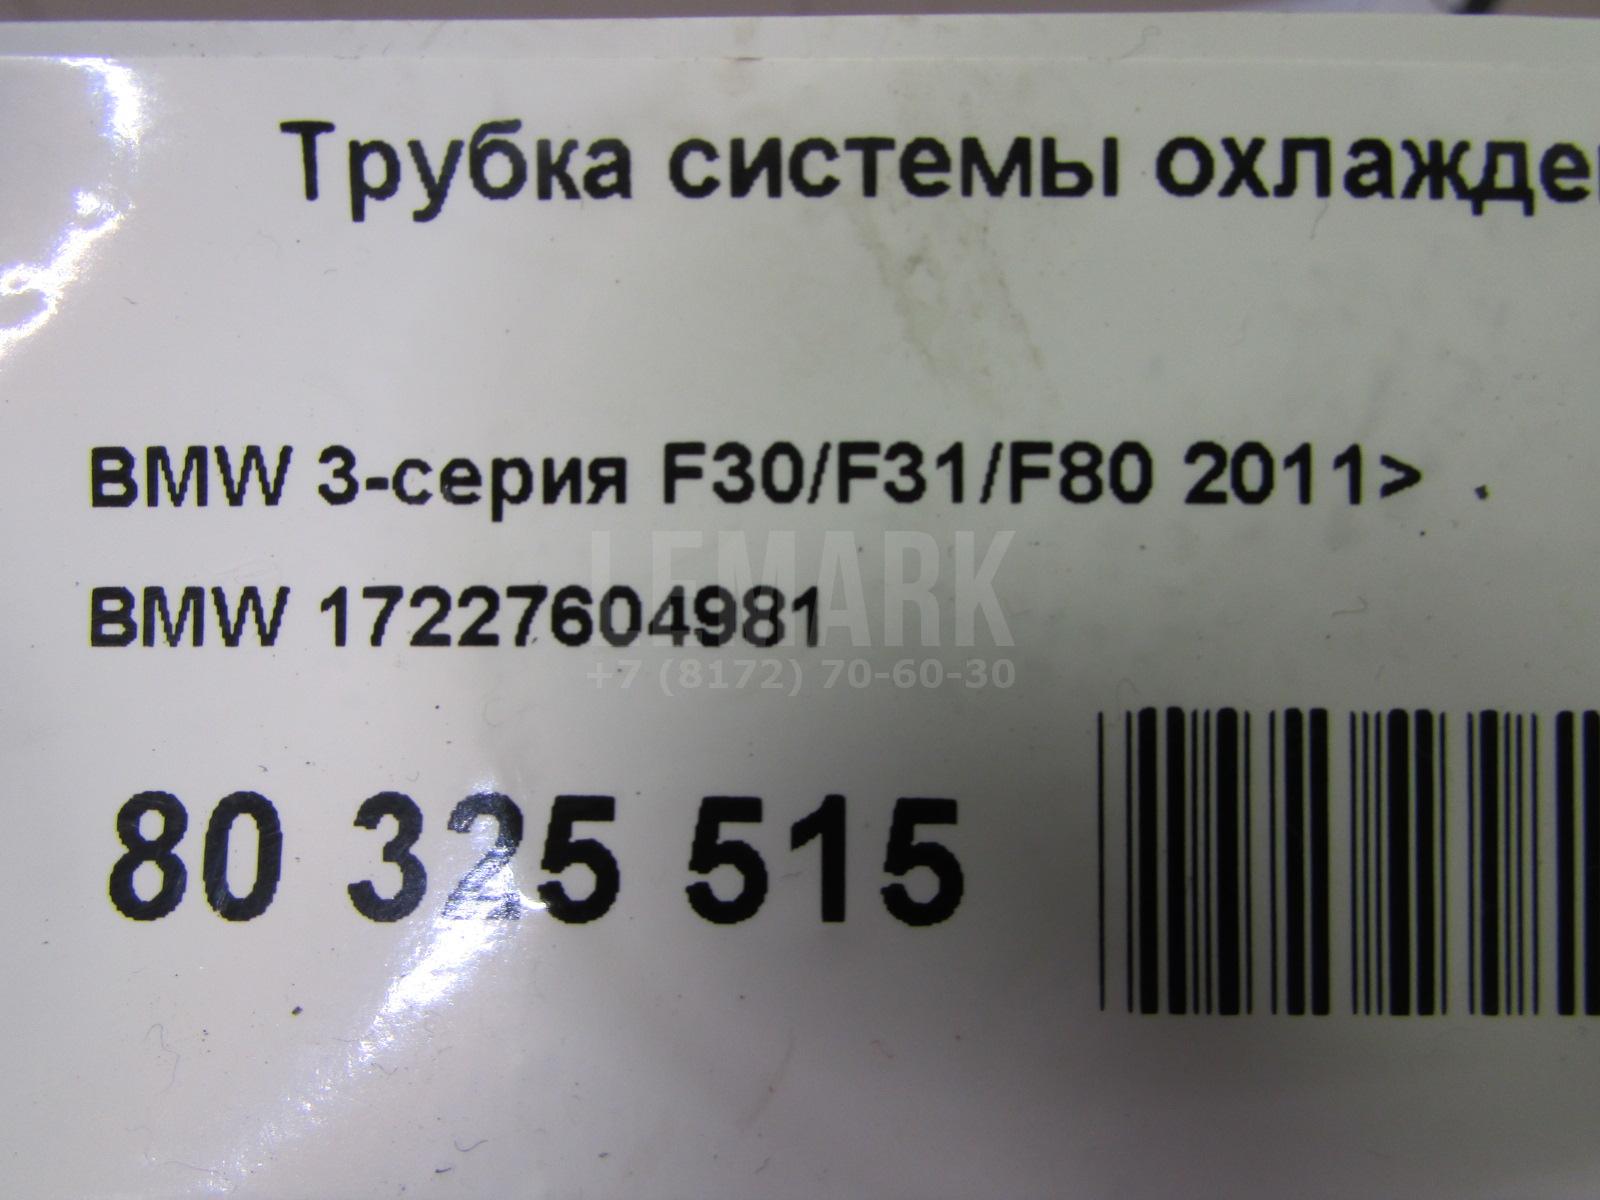 Трубка системы охлажде
BMW 3-серия F30/F31/F80 2011> .
BMW 17227604981
LEMARK
+7 (8172) 70-60-30
80 325 515